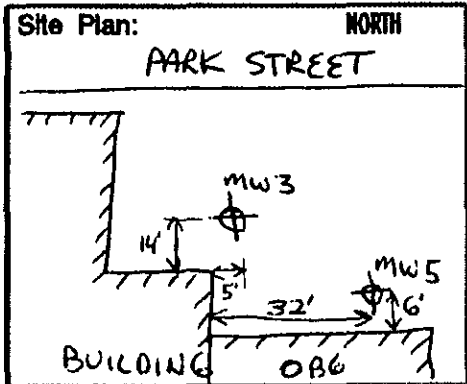 Site Plan: NORTH
PARK STREET
MW3
14'
5'
MW5
32'
6'
BUILDING OBG